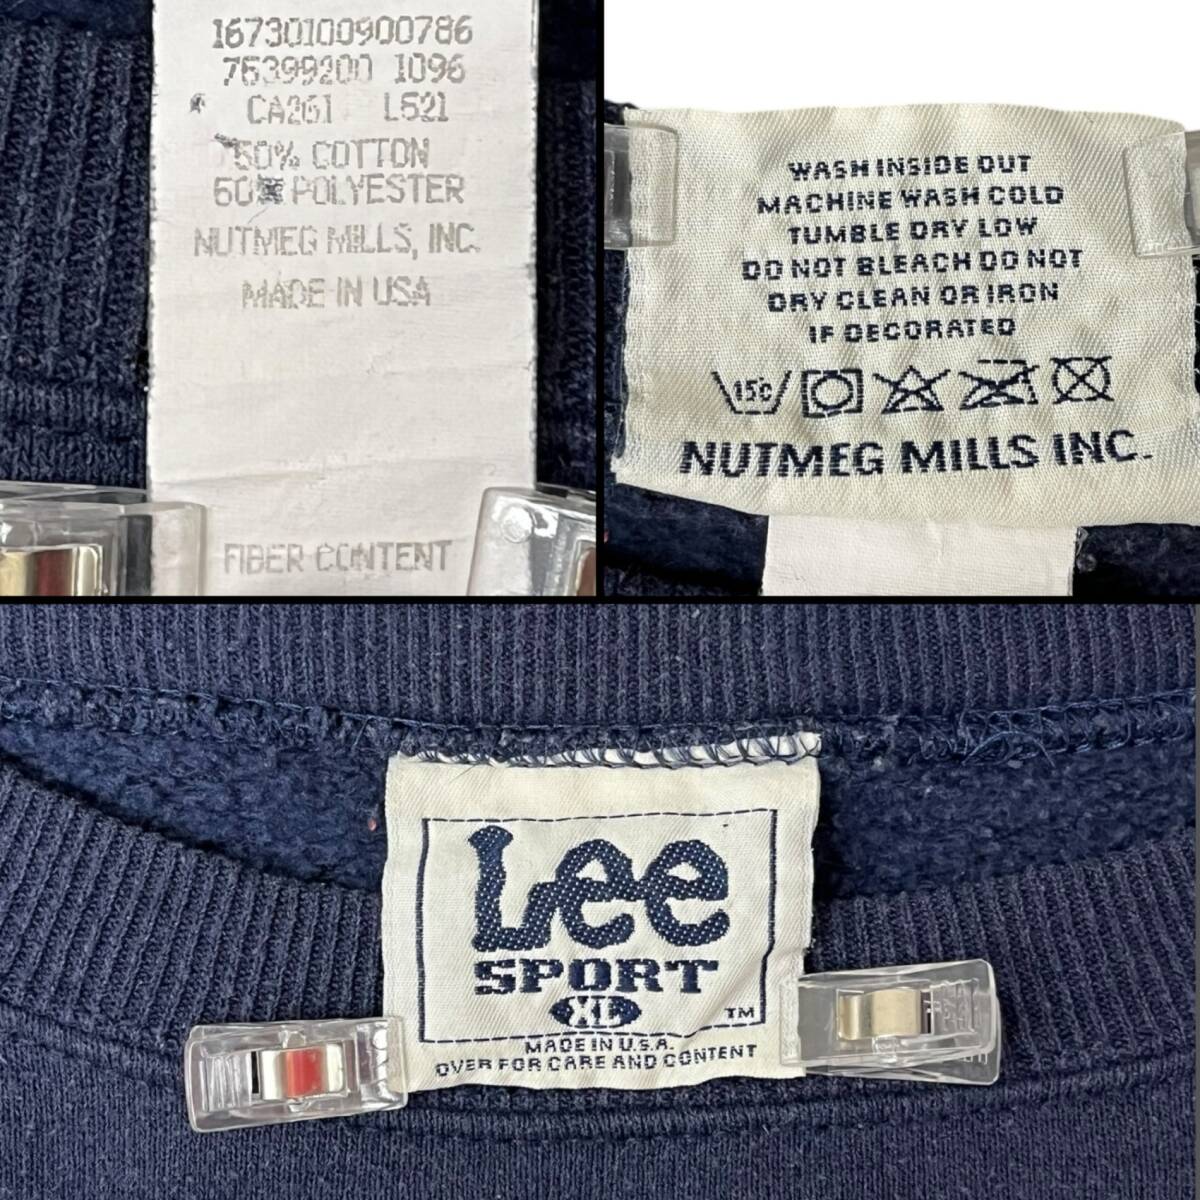 16730100900786
75399200 1096
CA261 L521
50% COTTON
50% POLYESTER
NUTMEG MILLS, INC.
MADE IN USA
FIBER CONTENT
WASH INSIDE OUT
MACHINE WASH COLD
TUMBLE DRY LOW
DO NOT BLEACH DO NOT
DRY CLEAN OR IRON
IF DECORATED
15°C
NUTMEG MILLS INC.
Lee
SPORT
XL
TM
MADE IN U.S.A.
OVER FOR CARE AND CONTENT